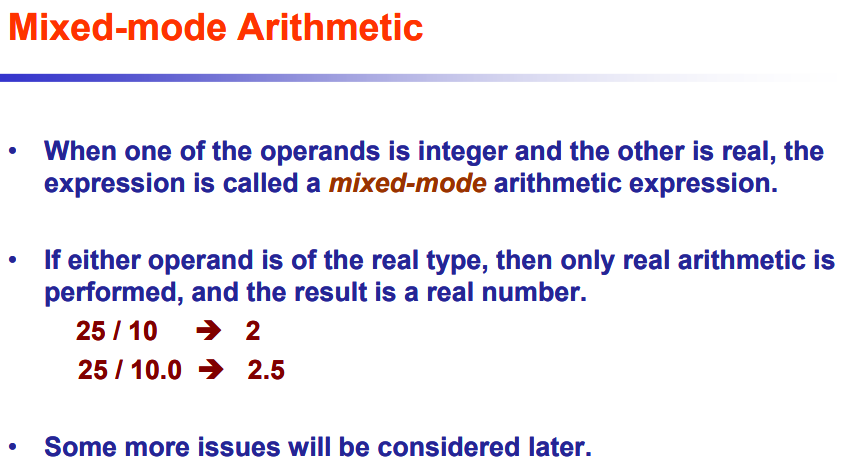 Mixed-mode Arithmetic
• When one of the operands is integer and the other is real, the
expression is called a mixed-mode arithmetic expression.
• If either operand is of the real type, then only real arithmetic is
performed, and the result is a real number.
25 / 10 ➔ 2
25 / 10.0 ➔ 2.5
• Some more issues will be considered later.